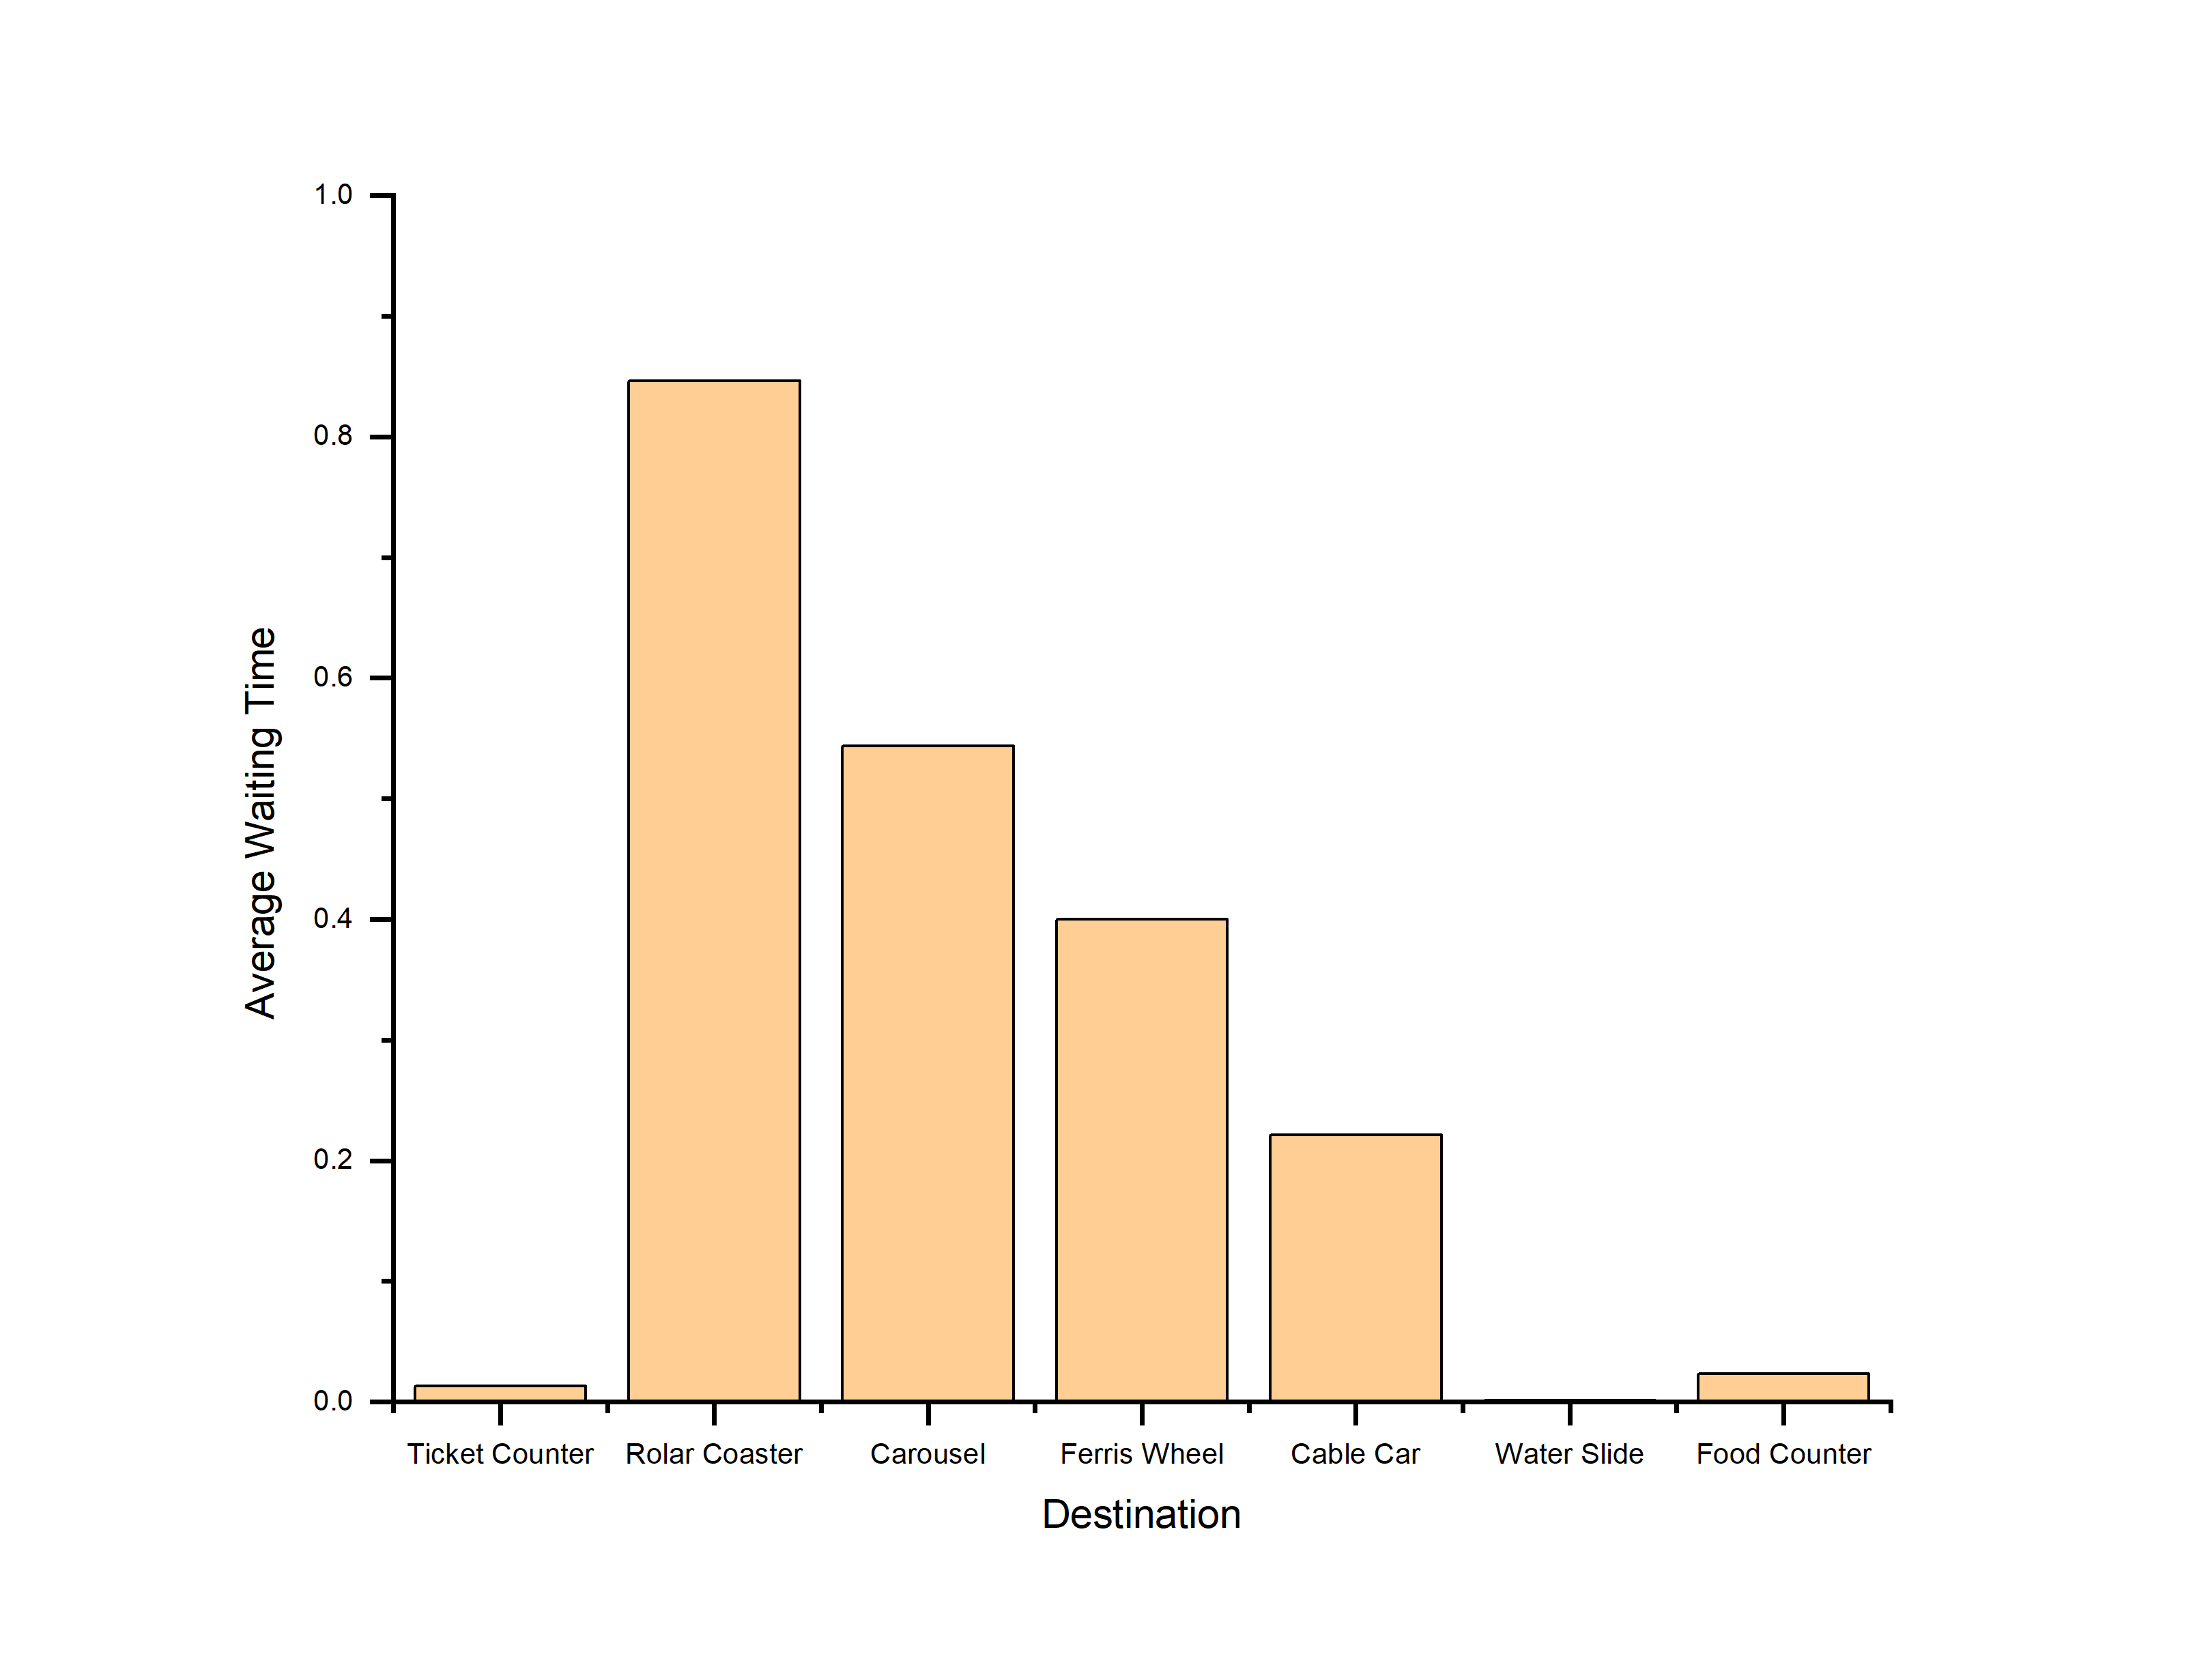 1.0
0.8
0.6
0.4
0.2
0.0
Average Waiting Time
Ticket Counter Rolar Coaster Carousel Ferris Wheel Cable Car Water Slide Food Counter
Destination